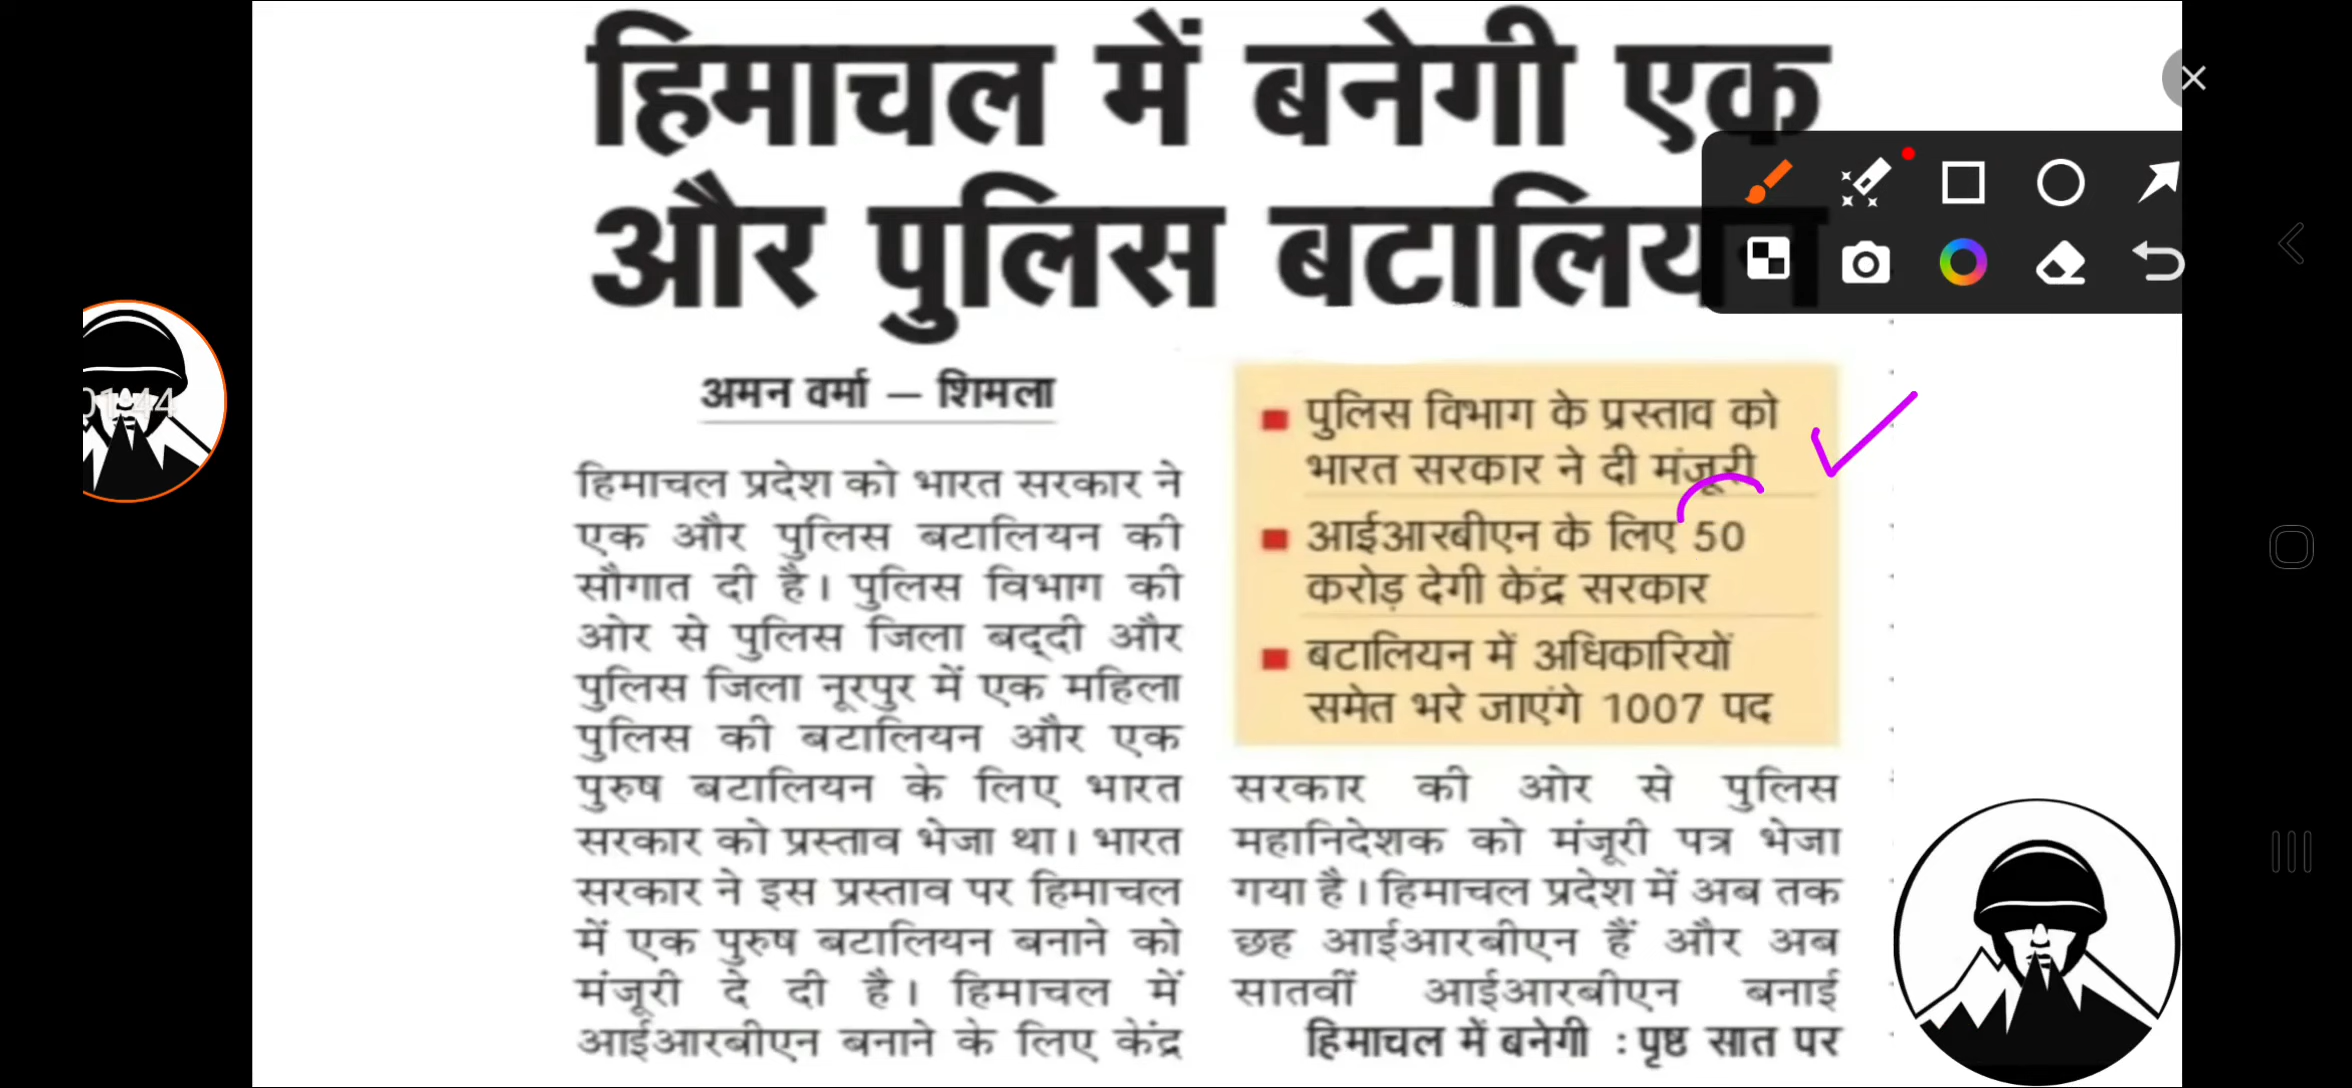 हिमाचल में बनेगी एक
और पुलिस बटालियन
अमन वर्मा — शिमला
हिमाचल प्रदेश को भारत सरकार ने
एक और पुलिस बटालियन की
सौगात दी है। पुलिस विभाग की
ओर से पुलिस जिला बद्दी और
पुलिस जिला नूरपुर में एक महिला
पुलिस की बटालियन और एक
पुरुष बटालियन के लिए भारत
सरकार को प्रस्ताव भेजा था। भारत
सरकार ने इस प्रस्ताव पर हिमाचल
में एक पुरुष बटालियन बनाने को
मंजूरी दे दी है। हिमाचल में
आईआरबीएन बनाने के लिए केंद्र
पुलिस विभाग के प्रस्ताव को
भारत सरकार ने दी मंजूरी
आईआरबीएन के लिए 50
करोड़ देगी केंद्र सरकार
बटालियन में अधिकारियों
समेत भरे जाएंगे 1007 पद
सरकार की ओर से पुलिस
महानिदेशक को मंजूरी पत्र भेजा
गया है। हिमाचल प्रदेश में अब तक
छह आईआरबीएन हैं और अब
सातवीं आईआरबीएन बनाई
हिमाचल में बनेगी : पृष्ठ सात पर
01:44